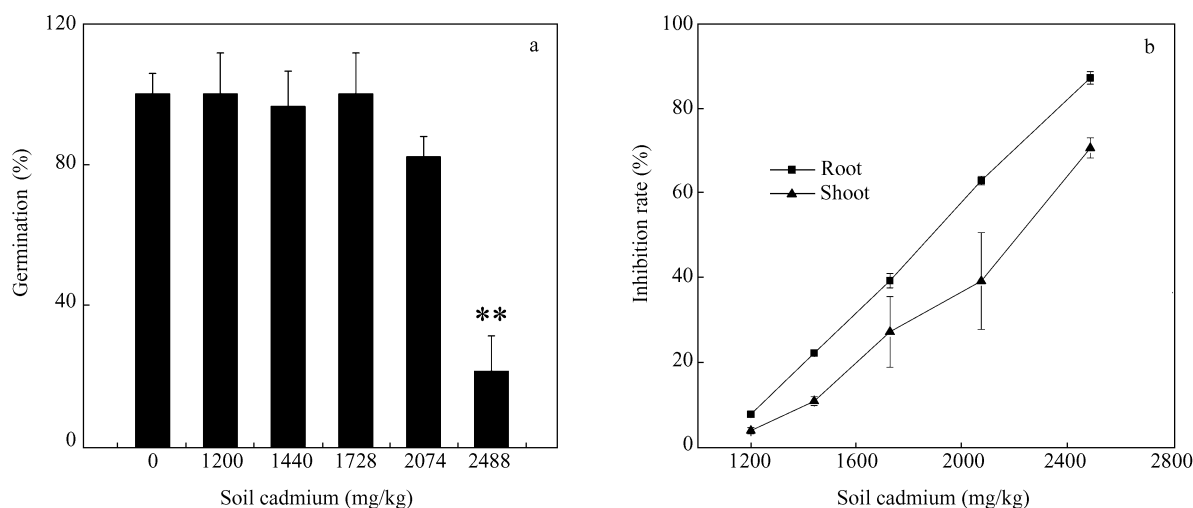 120
80
40
0
Germination (%)
a
**
0 1200 1440 1728 2074 2488
Soil cadmium (mg/kg)
100
80
60
40
20
0
Inhibition rate (%)
b
Root
Shoot
1200 1600 2000 2400 2800
Soil cadmium (mg/kg)